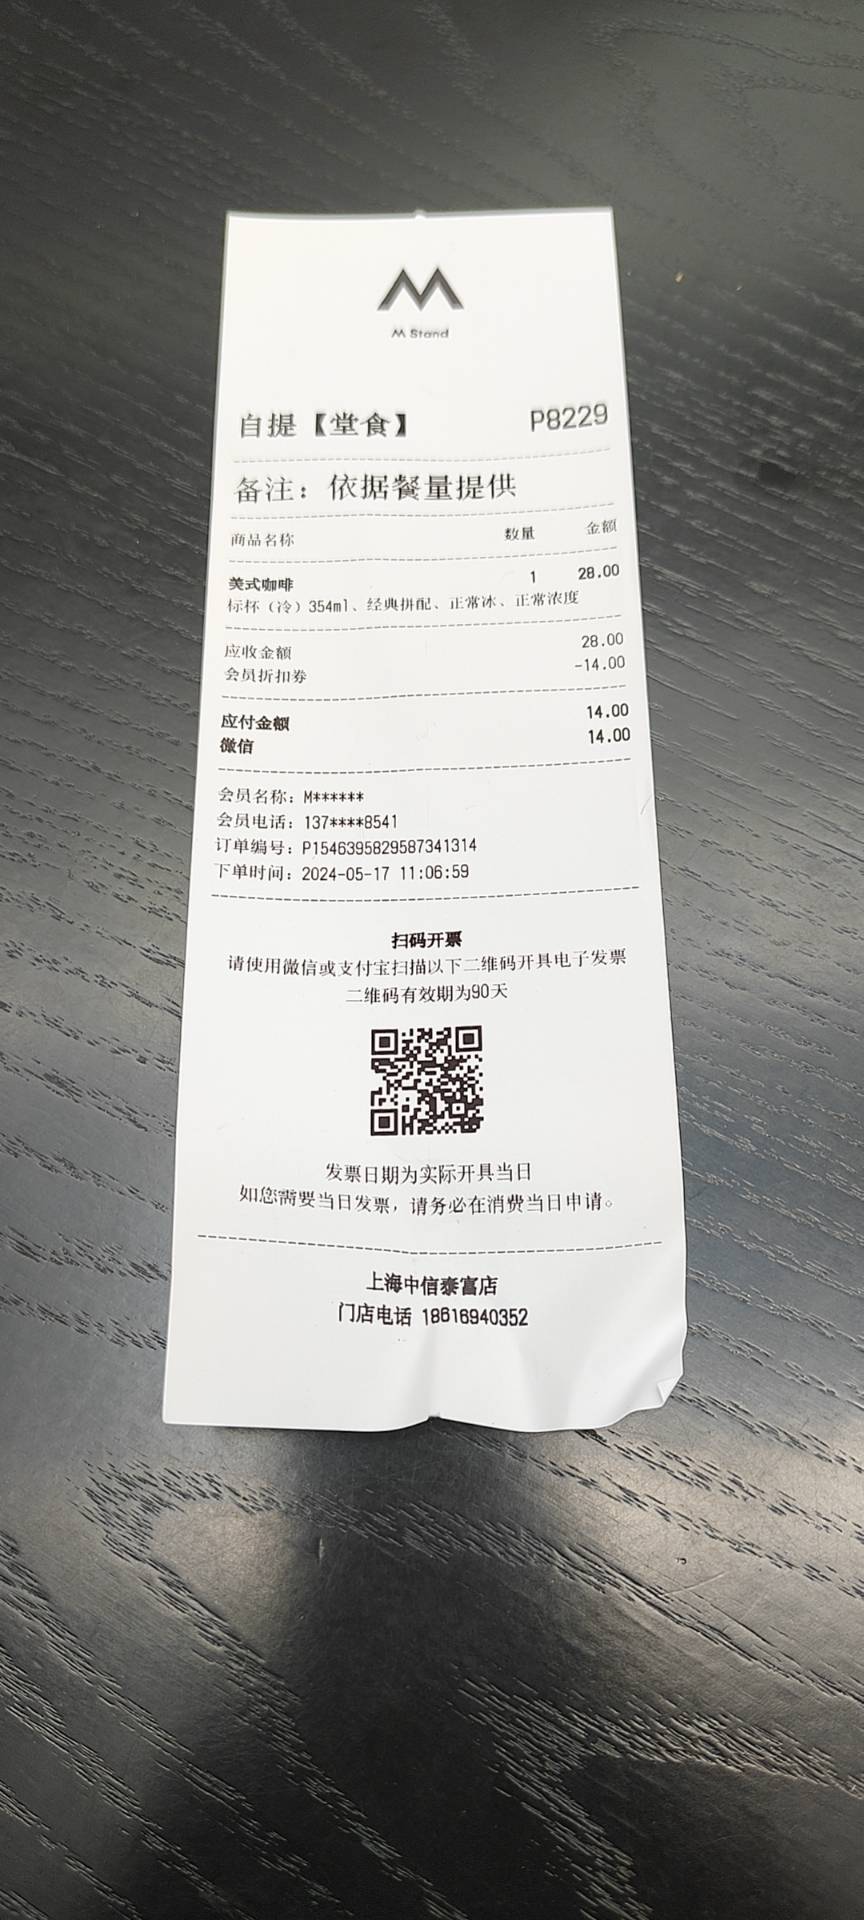 M Stand
自提【堂食】 P8229
备注：依据餐量提供
商品名称 数量 金额
美式咖啡 1 28.00
标杯（冷）354ml、经典拼配、正常冰、正常浓度
应收金额 28.00
会员折扣券 -14.00
应付金额 14.00
微信 14.00
会员名称：M******
会员电话：137****8541
订单编号：P1546395829587341314
下单时间：2024-05-17 11:06:59
扫码开票
请使用微信或支付宝扫描以下二维码开具电子发票
二维码有效期为90天
发票日期为实际开具当日
如您需要当日发票，请务必在消费当日申请。
上海中信泰富店
门店电话 18616940352